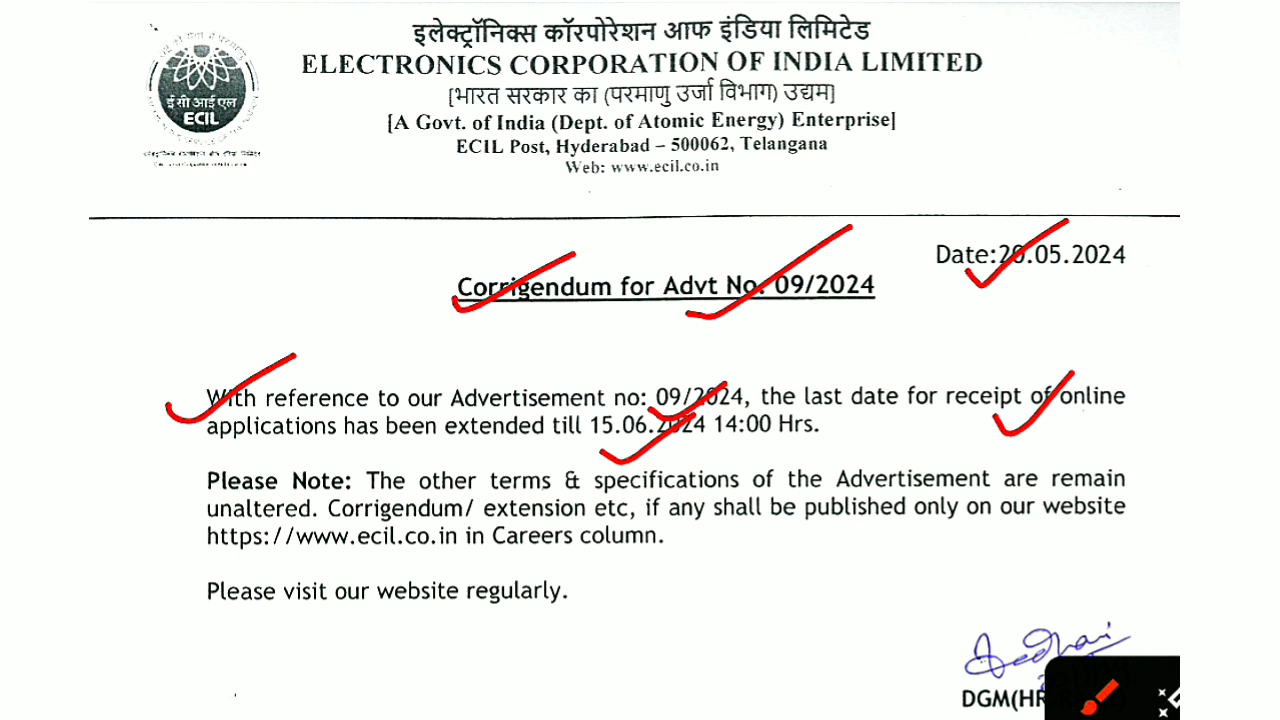 इलेक्ट्रॉनिक्स कॉरपोरेशन आफ इंडिया लिमिटेड
ELECTRONICS CORPORATION OF INDIA LIMITED
[भारत सरकार का (परमाणु उर्जा विभाग) उद्यम]
[A Govt. of India (Dept. of Atomic Energy) Enterprise]
ECIL Post, Hyderabad – 500062, Telangana
Web: www.ecil.co.in
ई सी आई एल
ECIL
Date:20.05.2024
Corrigendum for Advt No. 09/2024
With reference to our Advertisement no: 09/2024, the last date for receipt of online
applications has been extended till 15.06.2024 14:00 Hrs.
Please Note: The other terms & specifications of the Advertisement are remain
unaltered. Corrigendum/ extension etc, if any shall be published only on our website
https://www.ecil.co.in in Careers column.
Please visit our website regularly.
DGM(HR